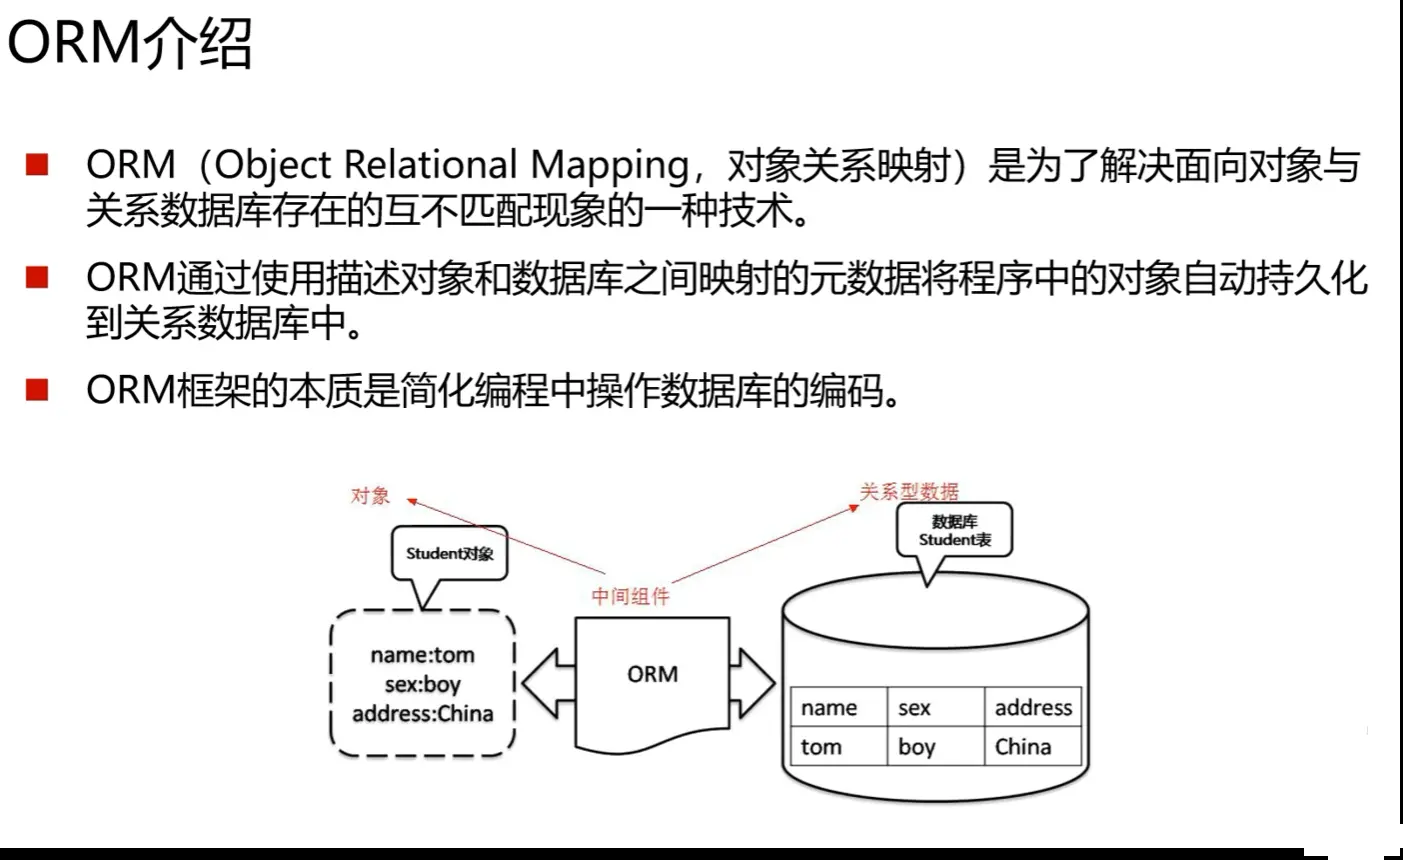 ORM介绍
ORM（Object Relational Mapping，对象关系映射）是为了解决面向对象与
关系数据库存在的互不匹配现象的一种技术。
ORM通过使用描述对象和数据库之间映射的元数据将程序中的对象自动持久化
到关系数据库中。
ORM框架的本质是简化编程中操作数据库的编码。
对象
关系型数据
Student对象
数据库
Student表
中间组件
name:tom
sex:boy
address:China
ORM
name sex address
tom boy China